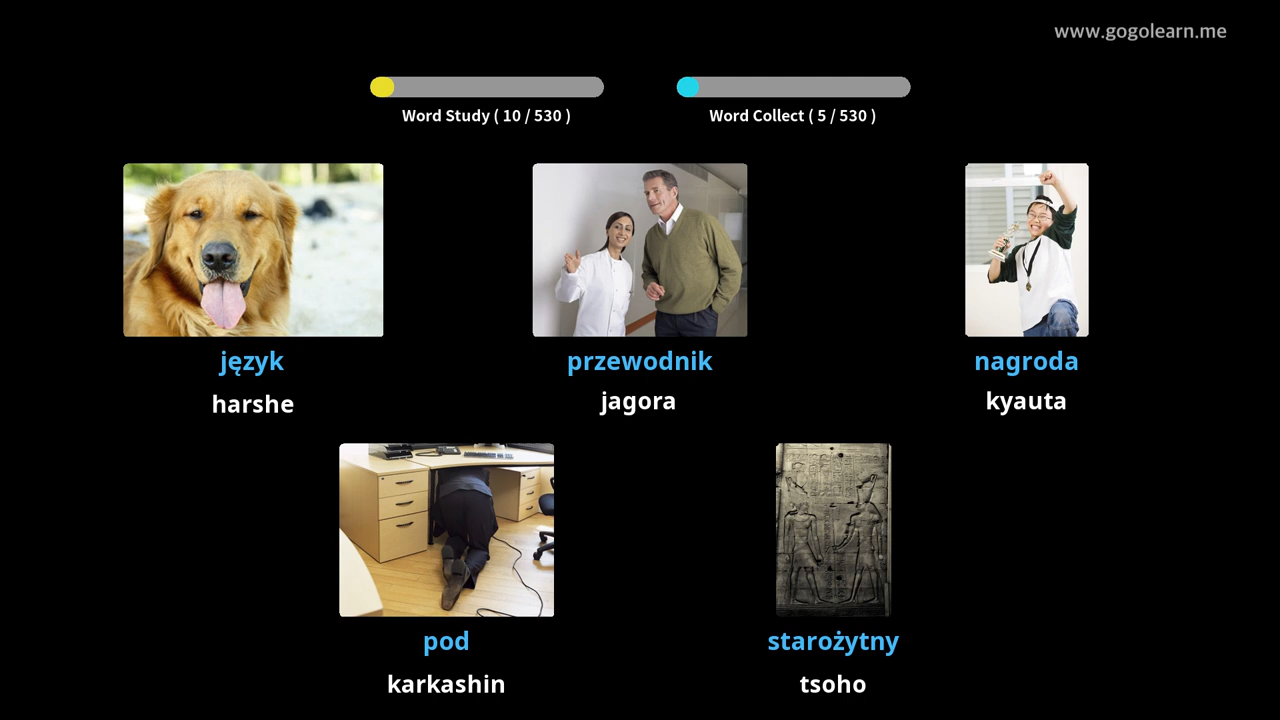 www.gogolearn.me
Word Study ( 10 / 530 )
Word Collect ( 5 / 530 )
język
harshe
przewodnik
jagora
nagroda
kyauta
pod
karkashin
starożytny
tsoho